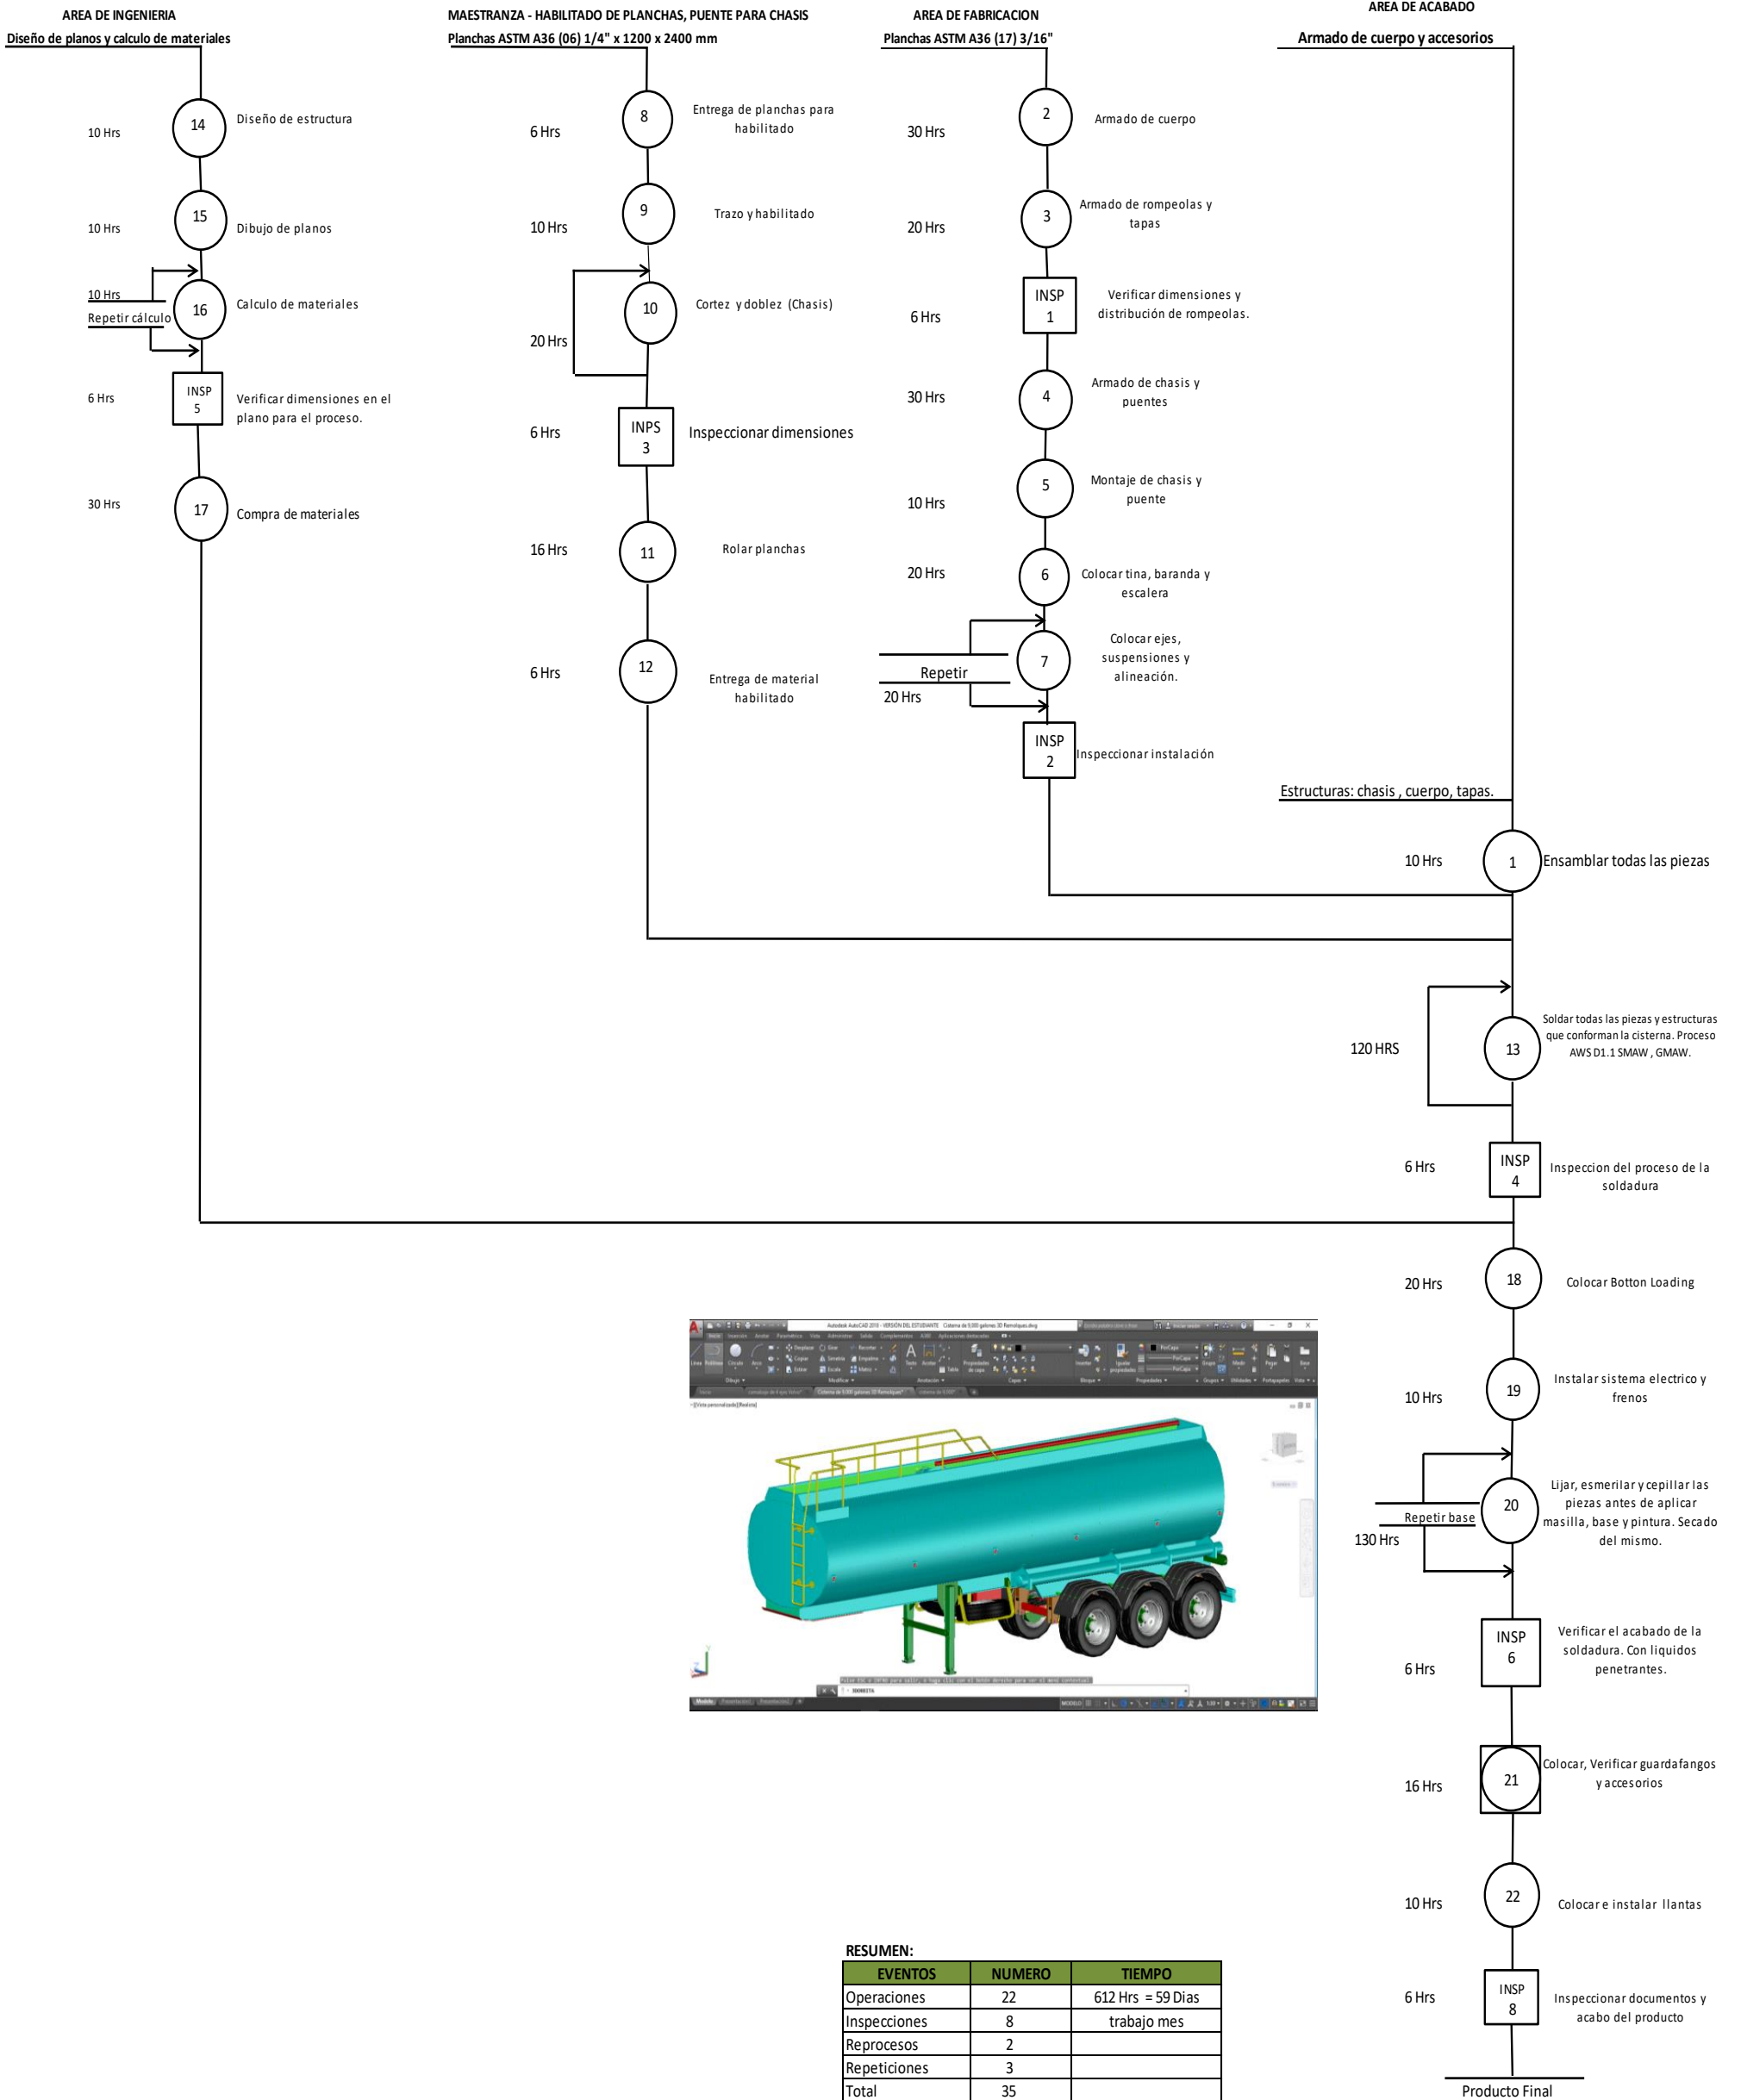 AREA DE INGENIERIA
Diseño de planos y calculo de materiales
10 Hrs
14
Diseño de estructura
10 Hrs
15
Dibujo de planos
10 Hrs
Repetir cálculo
16
Calculo de materiales
6 Hrs
INSP
5
Verificar dimensiones en el
plano para el proceso.
30 Hrs
17
Compra de materiales
MAESTRANZA - HABILITADO DE PLANCHAS, PUENTE PARA CHASIS
Planchas ASTM A36 (06) 1/4" x 1200 x 2400 mm
6 Hrs
8
Entrega de planchas para
habilitado
10 Hrs
9
Trazo y habilitado
20 Hrs
10
Cortez y doblez (Chasis)
6 Hrs
INPS
3
Inspeccionar dimensiones
16 Hrs
11
Rolar planchas
6 Hrs
12
Entrega de material
habilitado
AREA DE FABRICACION
Planchas ASTM A36 (17) 3/16"
30 Hrs
2
Armado de cuerpo
20 Hrs
3
Armado de rompeolas y
tapas
6 Hrs
INSP
1
Verificar dimensiones y
distribución de rompeolas.
30 Hrs
4
Armado de chasis y
puentes
10 Hrs
5
Montaje de chasis y
puente
20 Hrs
6
Colocar tina, baranda y
escalera
Repetir
20 Hrs
7
Colocar ejes,
suspensiones y
alineación.
INSP
2
Inspeccionar instalación
AREA DE ACABADO
Armado de cuerpo y accesorios
Estructuras: chasis , cuerpo, tapas.
10 Hrs
1
Ensamblar todas las piezas
120 HRS
13
Soldar todas las piezas y estructuras
que conforman la cisterna. Proceso
AWS D1.1 SMAW , GMAW.
6 Hrs
INSP
4
Inspeccion del proceso de la
soldadura
20 Hrs
18
Colocar Botton Loading
10 Hrs
19
Instalar sistema electrico y
frenos
Repetir base
130 Hrs
20
Lijar, esmerilar y cepillar las
piezas antes de aplicar
masilla, base y pintura. Secado
del mismo.
6 Hrs
INSP
6
Verificar el acabado de la
soldadura. Con liquidos
penetrantes.
16 Hrs
21
Colocar, Verificar guardafangos
y accesorios
10 Hrs
22
Colocar e instalar llantas
6 Hrs
INSP
8
Inspeccionar documentos y
acabo del producto
Producto Final
RESUMEN:
EVENTOS NUMERO TIEMPO
Operaciones 22 612 Hrs = 59 Dias
Inspecciones 8 trabajo mes
Reprocesos 2
Repeticiones 3
Total 35